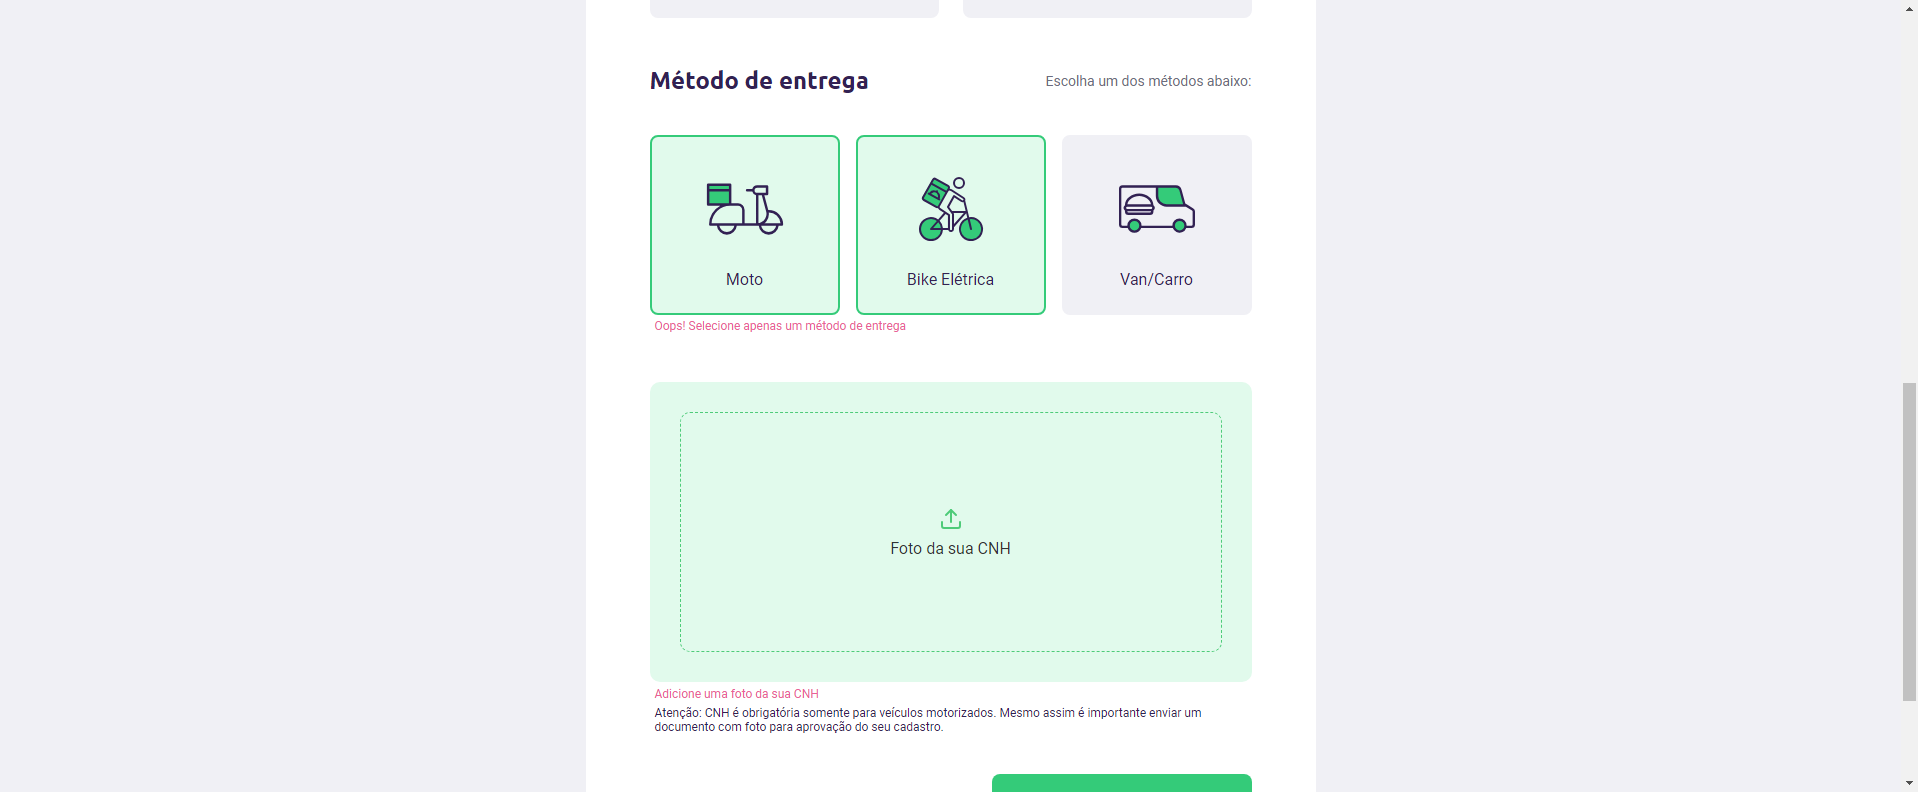 Método de entrega
Escolha um dos métodos abaixo:
Moto
Bike Elétrica
Van/Carro
Oops! Selecione apenas um método de entrega
Foto da sua CNH
Adicione uma foto da sua CNH
Atenção: CNH é obrigatória somente para veículos motorizados. Mesmo assim é importante enviar um
documento com foto para aprovação do seu cadastro.